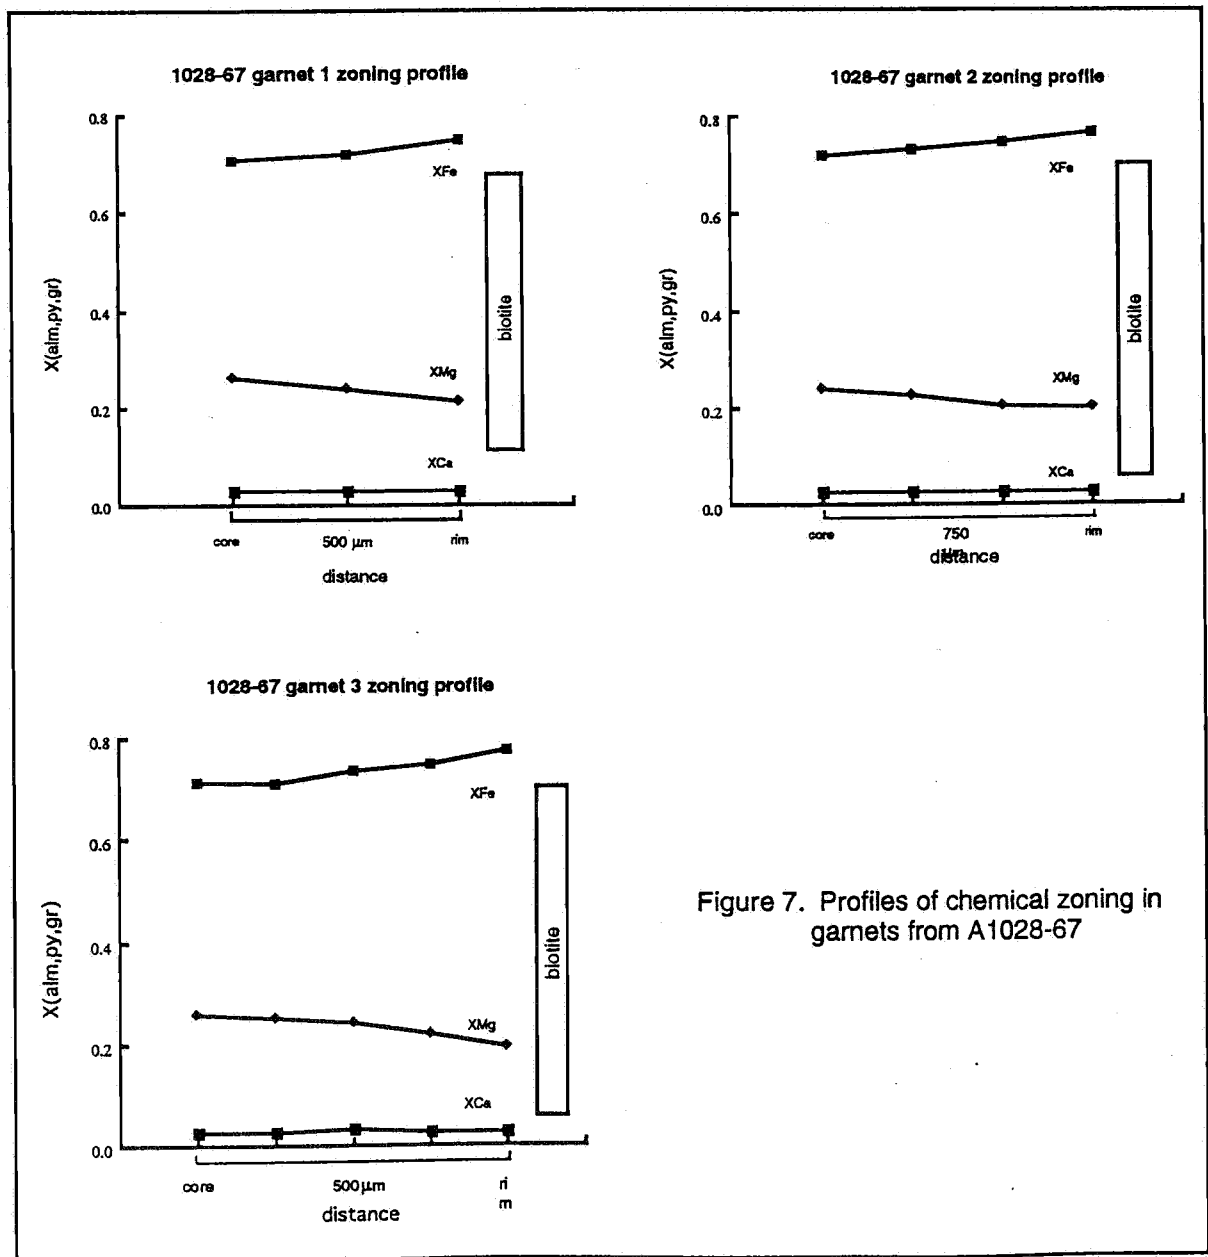 1028-67 garnet 1 zoning profile
X(alm,py,gr)
0.8
0.6
0.4
0.2
0.0
XFe
XMg
XCa
biotite
core
500 µm
rim
distance
1028-67 garnet 2 zoning profile
X(alm,py,gr)
0.8
0.6
0.4
0.2
0.0
XFe
XMg
XCa
biotite
core
750
µm
rim
distance
1028-67 garnet 3 zoning profile
X(alm,py,gr)
0.8
0.6
0.4
0.2
0.0
XFe
XMg
XCa
biotite
core
500µm
ri
m
distance
Figure 7. Profiles of chemical zoning in
garnets from A1028-67